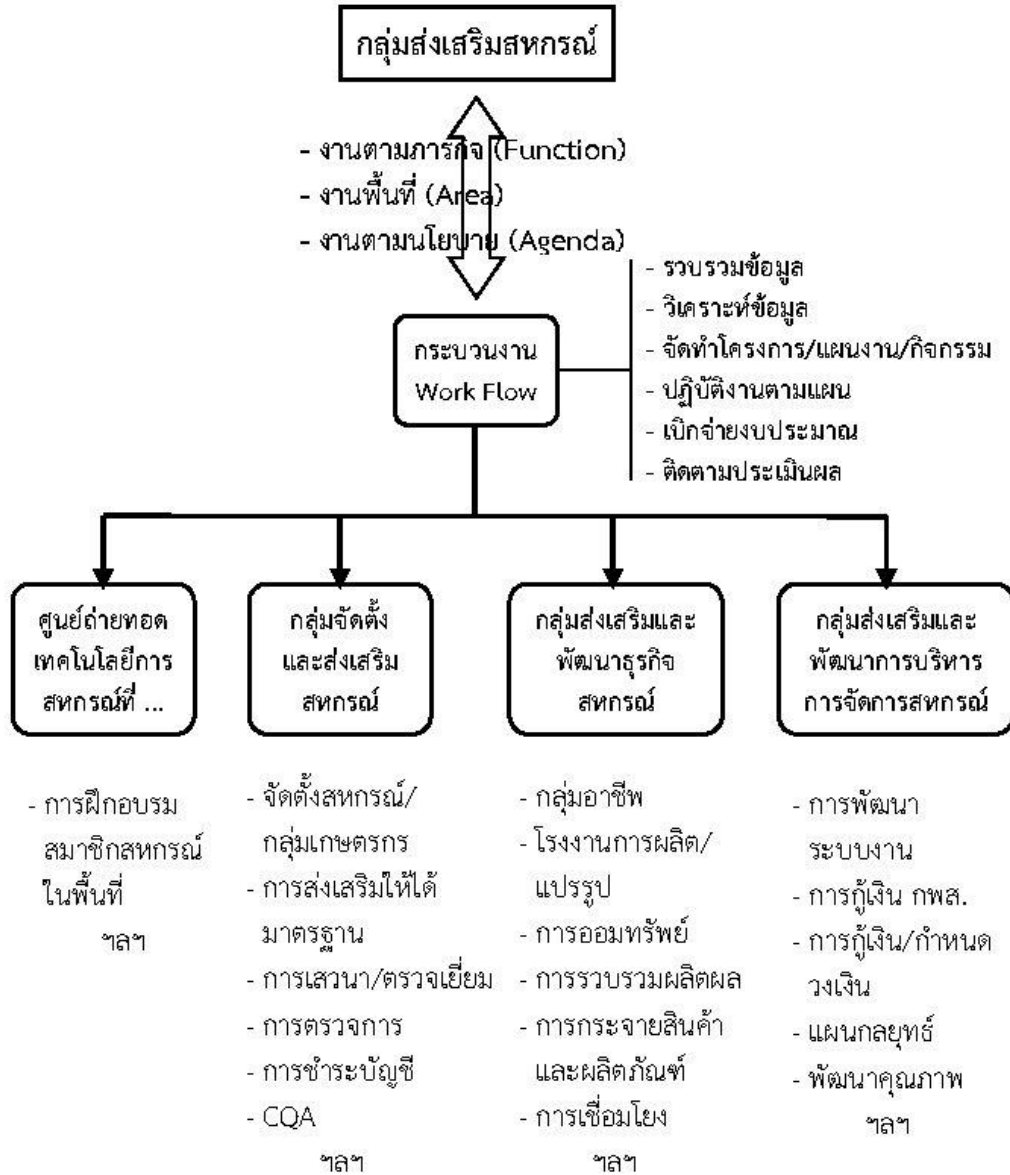 กลุ่มส่งเสริมสหกรณ์
- งานตามภารกิจ (Function)
- งานพื้นที่ (Area)
- งานตามนโยบาย (Agenda)
กระบวนงาน
Work Flow
- รวบรวมข้อมูล
- วิเคราะห์ข้อมูล
- จัดทำโครงการ/แผนงาน/กิจกรรม
- ปฏิบัติงานตามแผน
- เบิกจ่ายงบประมาณ
- ติดตามประเมินผล
ศูนย์ถ่ายทอด
เทคโนโลยีการ
สหกรณ์ที่ ...
กลุ่มจัดตั้ง
และส่งเสริม
สหกรณ์
กลุ่มส่งเสริมและ
พัฒนาธุรกิจ
สหกรณ์
กลุ่มส่งเสริมและ
พัฒนาการบริหาร
การจัดการสหกรณ์
- การฝึกอบรม
สมาชิกสหกรณ์
ในพื้นที่
ฯลฯ
- จัดตั้งสหกรณ์/
กลุ่มเกษตรกร
- การส่งเสริมให้ได้
มาตรฐาน
- การเสวนา/ตรวจเยี่ยม
- การตรวจการ
- การชำระบัญชี
- CQA
ฯลฯ
- กลุ่มอาชีพ
- โรงงานการผลิต/
แปรรูป
- การออมทรัพย์
- การรวบรวมผลิตผล
- การกระจายสินค้า
และผลิตภัณฑ์
- การเชื่อมโยง
ฯลฯ
- การพัฒนา
ระบบงาน
- การกู้เงิน กพส.
- การกู้เงิน/กำหนด
วงเงิน
- แผนกลยุทธ์
- พัฒนาคุณภาพ
ฯลฯ